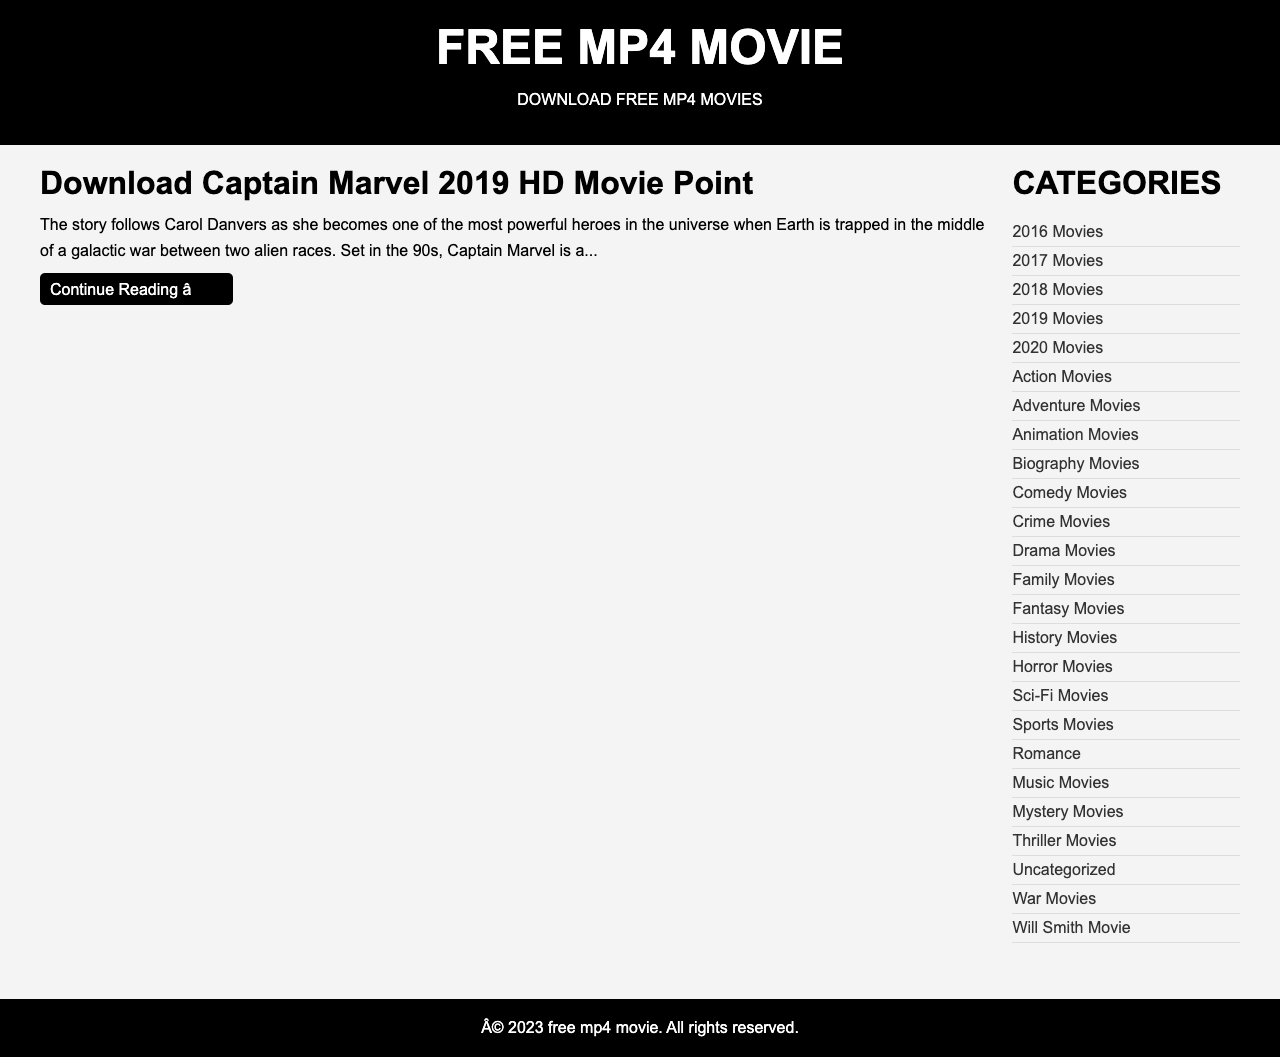 FREE MP4 MOVIE
DOWNLOAD FREE MP4 MOVIES
Download Captain Marvel 2019 HD Movie Point
The story follows Carol Danvers as she becomes one of the most powerful heroes in the universe when Earth is trapped in the middle
of a galactic war between two alien races. Set in the 90s, Captain Marvel is a...
Continue Reading â
CATEGORIES
2016 Movies
2017 Movies
2018 Movies
2019 Movies
2020 Movies
Action Movies
Adventure Movies
Animation Movies
Biography Movies
Comedy Movies
Crime Movies
Drama Movies
Family Movies
Fantasy Movies
History Movies
Horror Movies
Sci-Fi Movies
Sports Movies
Romance
Music Movies
Mystery Movies
Thriller Movies
Uncategorized
War Movies
Will Smith Movie
Â© 2023 free mp4 movie. All rights reserved.